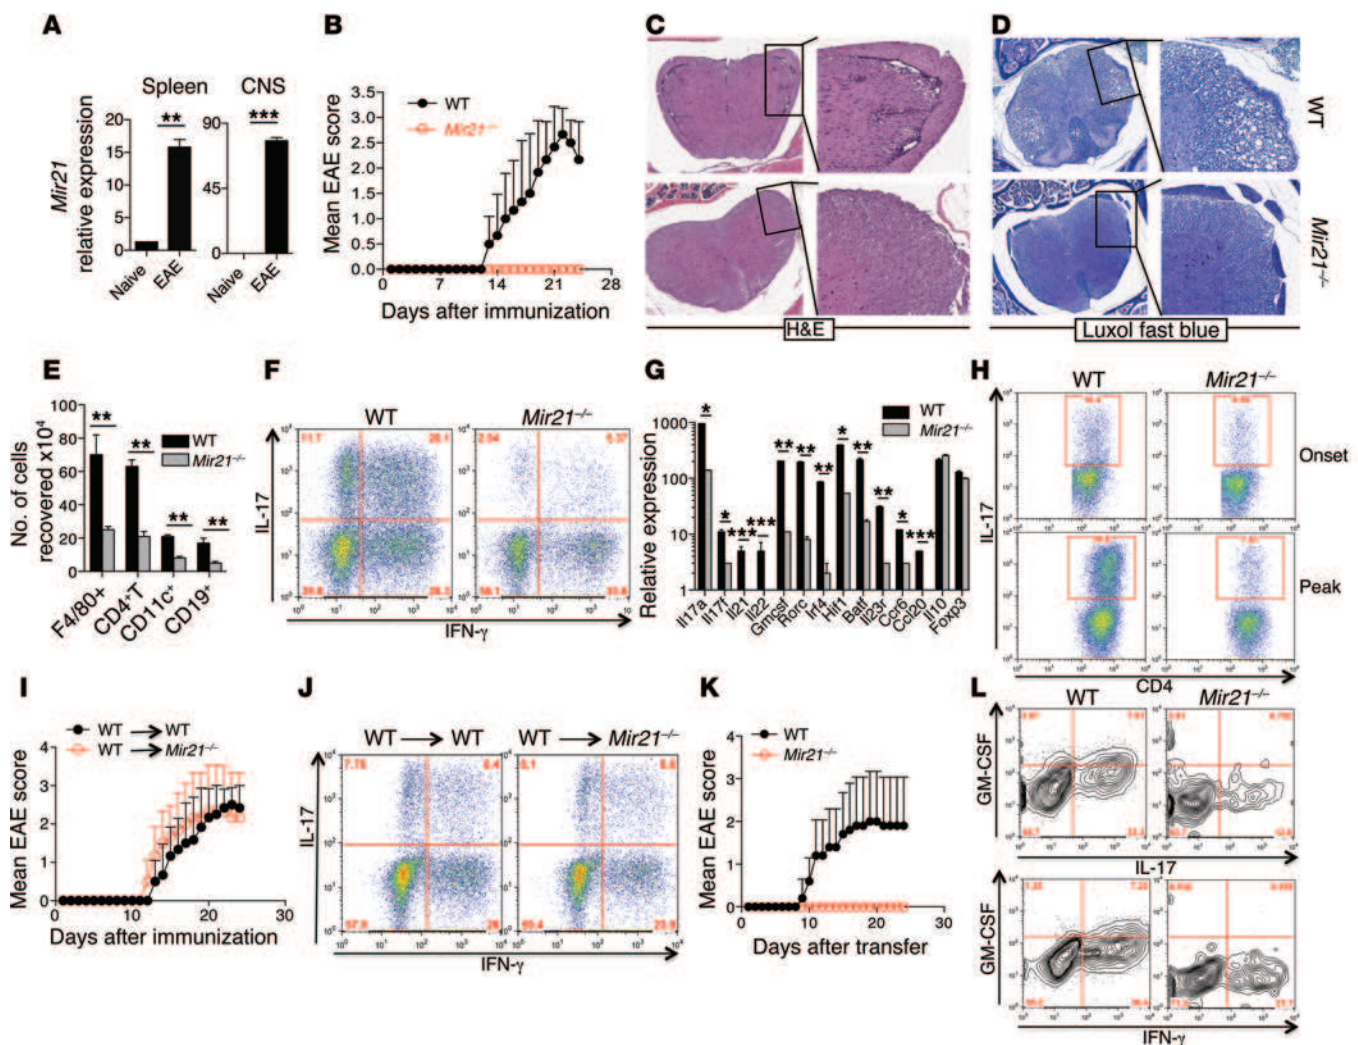 A
Spleen
CNS
Mir21
relative expression
20
15
10
5
0
**
90
45
0
***
Naive
EAE
Naive
EAE
B
Mean EAE score
3.5
3.0
2.5
2.0
1.5
1.0
0.5
0.0
WT
Mir21–/–
0
7
14
21
28
Days after immunization
C
H&E
D
WT
Mir21–/–
Luxol fast blue
E
No. of cells
recovered x10⁴
100
80
60
40
20
0
WT
Mir21–/–
**
**
**
**
F4/80+
CD4+T
CD11c+
CD19+
F
WT
Mir21–/–
IL-17
IFN-γ
G
Relative expression
1000
100
10
1
WT
Mir21–/–
*
*
***
***
**
**
**
*
**
**
*
***
Il17a
Il17f
Il21
Il22
Gmcsf
Rorc
Irf4
Hif1
Batf
Il23r
Ccr6
Ccl20
Il10
Foxp3
H
WT
Mir21–/–
Onset
Peak
IL-17
CD4
I
WT → WT
WT → Mir21–/–
Mean EAE score
4
3
2
1
0
0
10
20
30
Days after immunization
J
WT → WT
WT → Mir21–/–
IL-17
IFN-γ
K
WT
Mir21–/–
Mean EAE score
4
3
2
1
0
0
10
20
30
Days after transfer
L
WT
Mir21–/–
GM-CSF
IL-17
GM-CSF
IFN-γ